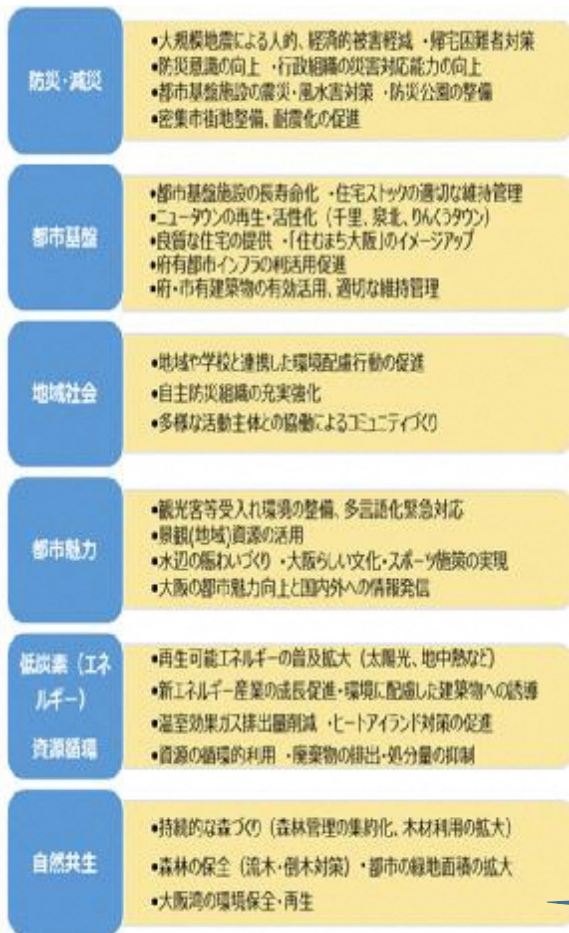 防災・減災
•大規模地震による人的、経済的被害軽減 ・帰宅困難者対策
•防災意識の向上 ・行政組織の災害対応能力の向上
•都市基盤施設の震災・風水害対策 ・防災公園の整備
•密集市街地整備、耐震化の促進
都市基盤
•都市基盤施設の長寿命化 ・住宅ストックの適切な維持管理
•ニュータウンの再生・活性化（千里、泉北、りんくうタウン）
•良質な住宅の提供 ・「住むまち大阪」のイメージアップ
•府有都市インフラの利活用促進
•府・市有建築物の有効活用、適切な維持管理
地域社会
•地域や学校と連携した環境配慮行動の促進
•自主防災組織の充実強化
•多様な活動主体との協働によるコミュニティづくり
都市魅力
•観光客等受入れ環境の整備、多言語化緊急対応
•景観(地域)資源の活用
•水辺の賑わいづくり ・大阪らしい文化・スポーツ施策の実現
•大阪の都市魅力向上と国内外への情報発信
低炭素（エネ
ルギー）
資源循環
•再生可能エネルギーの普及拡大（太陽光、地中熱など）
•新エネルギー産業の成長促進・環境に配慮した建築物への誘導
•温室効果ガス排出量削減 ・ヒートアイランド対策の促進
•資源の循環的利用 ・廃棄物の排出・処分量の抑制
自然共生
•持続的な森づくり（森林管理の集約化、木材利用の拡大）
•森林の保全（流木・倒木対策）・都市の緑地面積の拡大
•大阪湾の環境保全・再生